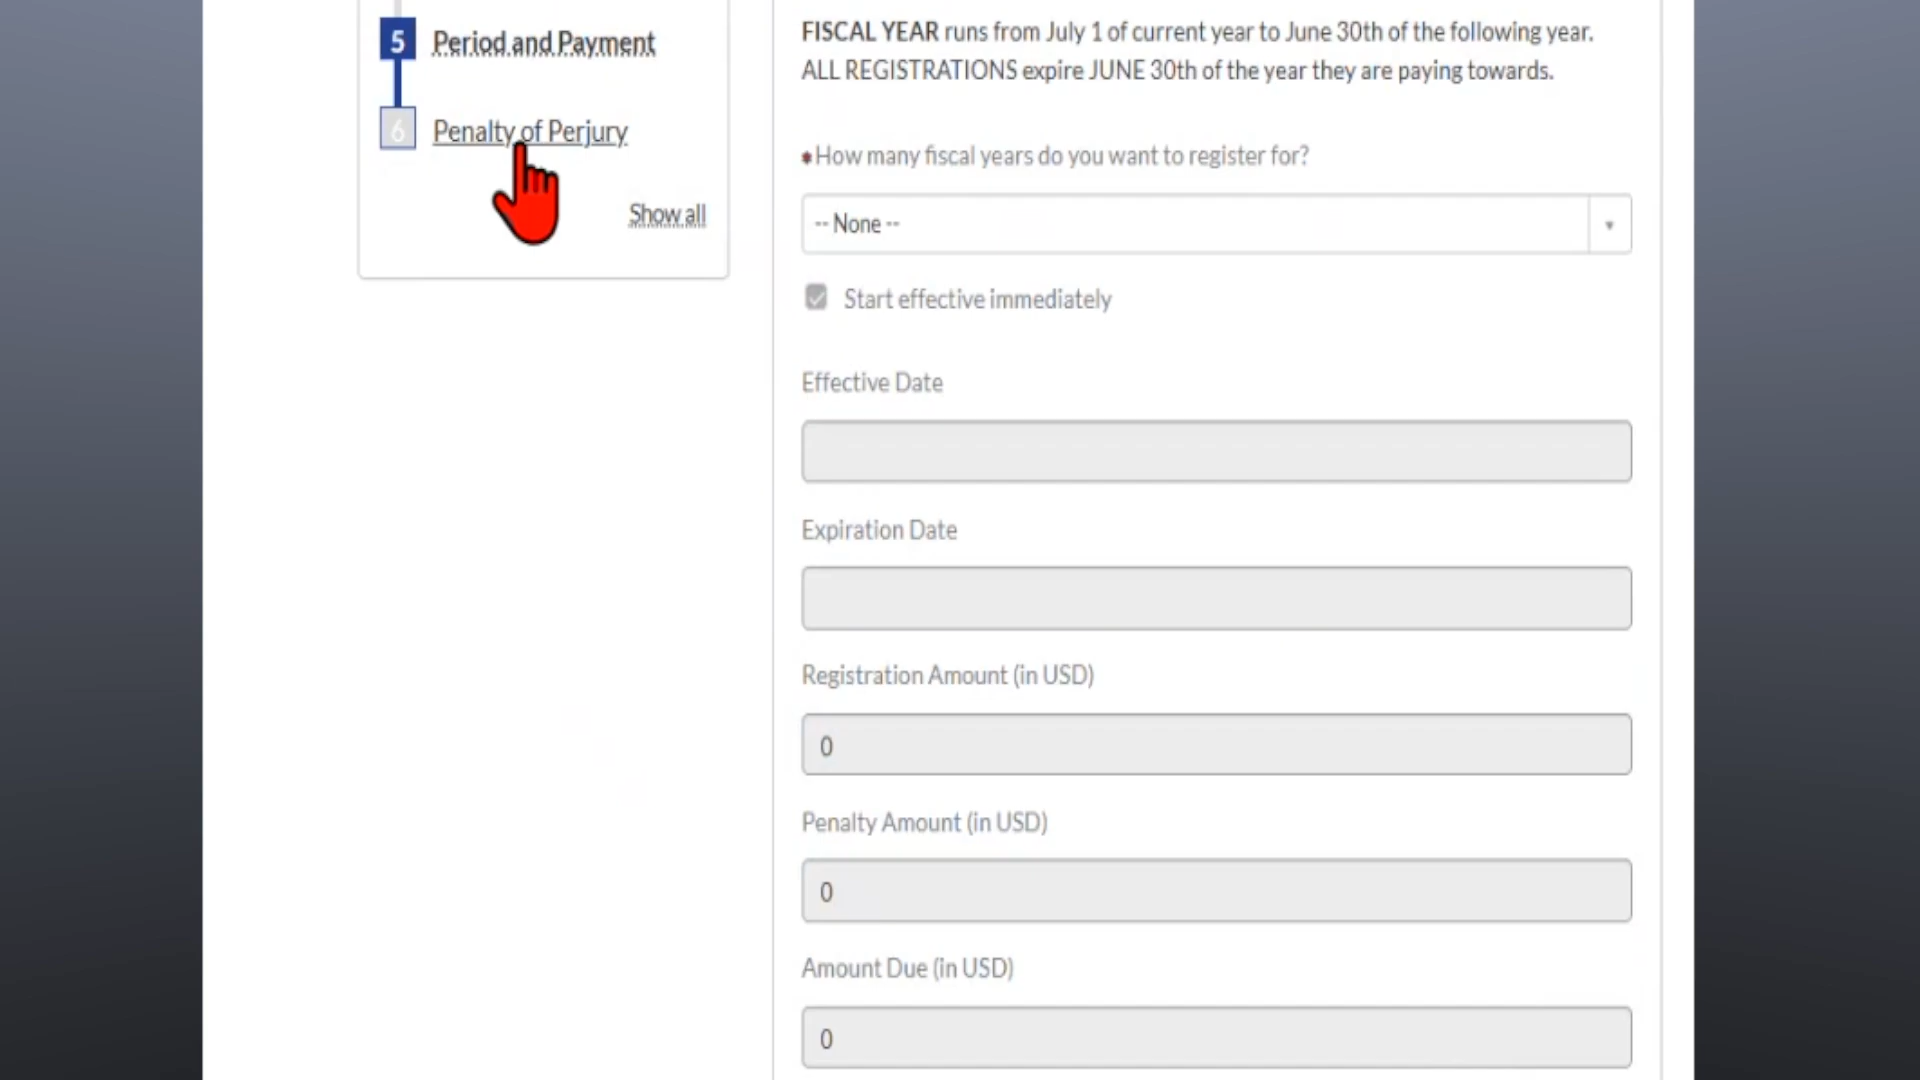 5 Period and Payment
6 Penalty of Perjury
Show all
FISCAL YEAR runs from July 1 of current year to June 30th of the following year.
ALL REGISTRATIONS expire JUNE 30th of the year they are paying towards.
*How many fiscal years do you want to register for?
-- None --
Start effective immediately
Effective Date
Expiration Date
Registration Amount (in USD)
0
Penalty Amount (in USD)
0
Amount Due (in USD)
0